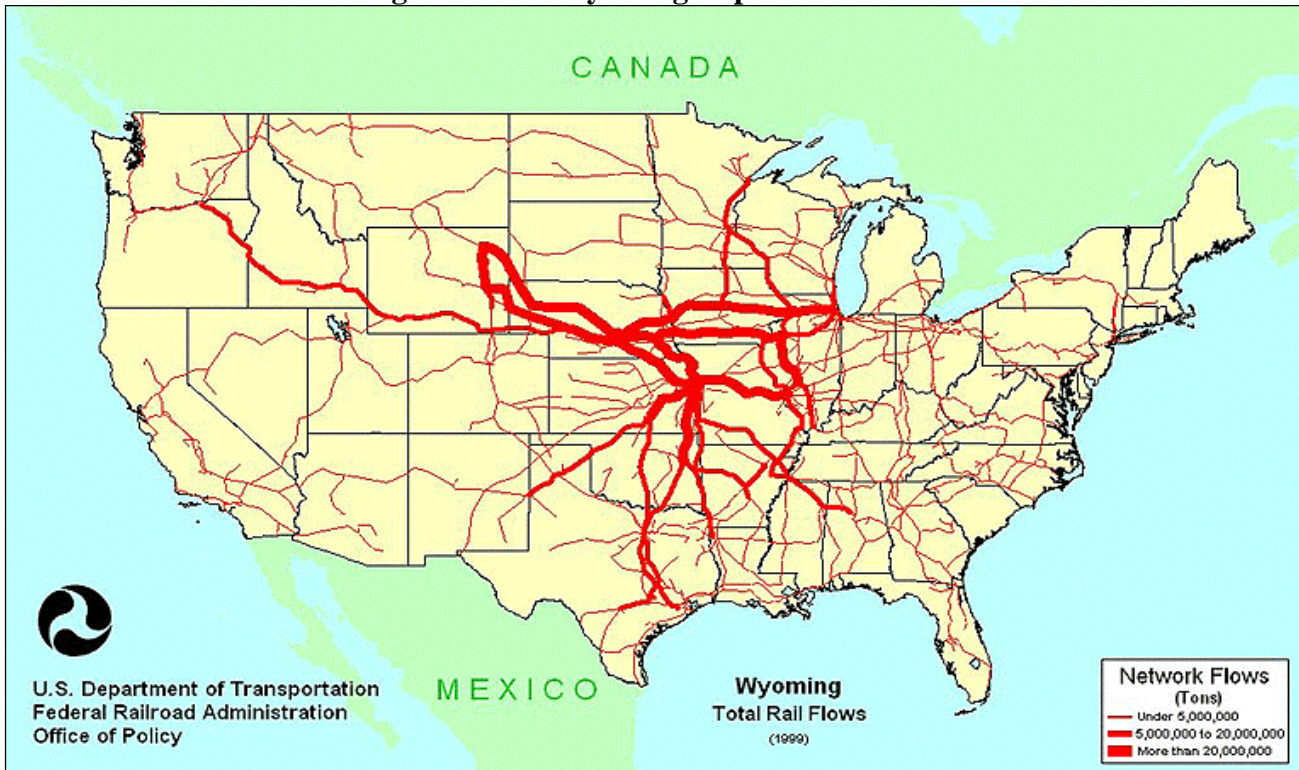 CANADA
MEXICO
U.S. Department of Transportation
Federal Railroad Administration
Office of Policy
Wyoming
Total Rail Flows
(1999)
Network Flows
(Tons)
Under 5,000,000
5,000,000 to 20,000,000
More than 20,000,000